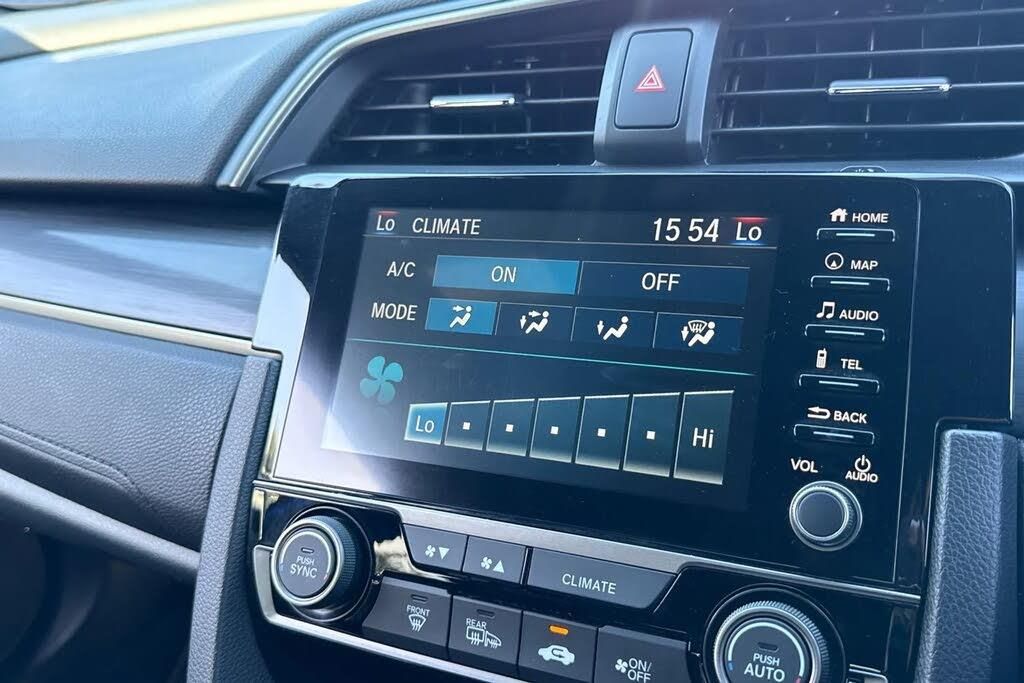 Lo CLIMATE 15 54 Lo
A/C ON OFF
MODE
Lo Hi
HOME
MAP
AUDIO
TEL
BACK
VOL AUDIO
PUSH
SYNC
CLIMATE
FRONT
REAR
ON/
OFF
PUSH
AUTO